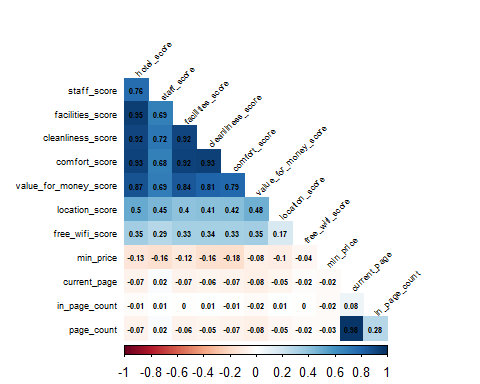 hotel_score
staff_score 0.76 staff_score
facilities_score 0.95 0.69 facilities_score
cleanliness_score 0.92 0.72 0.92 cleanliness_score
comfort_score 0.93 0.68 0.92 0.93 comfort_score
value_for_money_score 0.87 0.69 0.84 0.81 0.79 value_for_money_score
location_score 0.5 0.45 0.4 0.41 0.42 0.48 location_score
free_wifi_score 0.35 0.29 0.33 0.34 0.33 0.35 0.17 free_wifi_score
min_price -0.13 -0.16 -0.12 -0.16 -0.18 -0.08 -0.1 -0.04 min_price
current_page -0.07 0.02 -0.07 -0.06 -0.07 -0.08 -0.05 -0.02 -0.02 current_page
in_page_count -0.01 0.01 0 0.01 -0.01 -0.02 0.01 0 -0.02 0.08 in_page_count
page_count -0.07 0.02 -0.06 -0.05 -0.07 -0.08 -0.05 -0.02 -0.03 0.98 0.28
-1 -0.8 -0.6 -0.4 -0.2 0 0.2 0.4 0.6 0.8 1